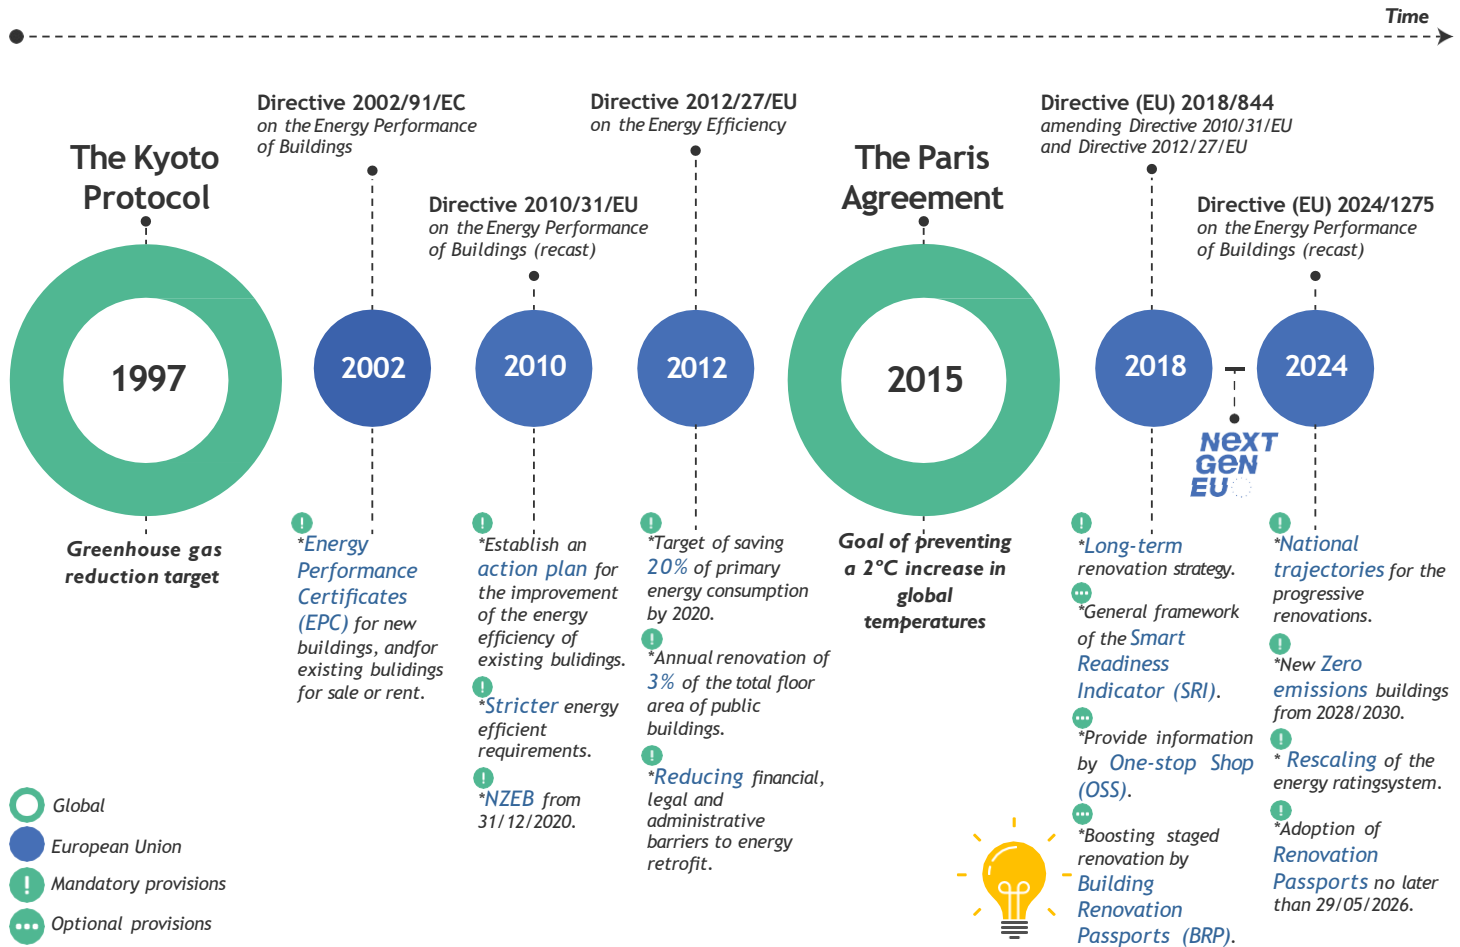 Time
The Kyoto
Protocol
1997
Greenhouse gas
reduction target
Directive 2002/91/EC
on the Energy Performance
of Buildings
2002
*Energy
Performance
Certificates
(EPC) for new
buildings, and/or
existing bulidings
for sale or rent.
Directive 2010/31/EU
on the Energy Performance
of Buildings (recast)
2010
*Establish an
action plan for
the improvement
of the energy
efficiency of
existing bulidings.
*Stricter energy
efficient
requirements.
*NZEB from
31/12/2020.
Directive 2012/27/EU
on the Energy Efficiency
2012
*Target of saving
20% of primary
energy consumption
by 2020.
*Annual renovation of
3% of the total floor
area of public
buildings.
*Reducing financial,
legal and
administrative
barriers to energy
retrofit.
The Paris
Agreement
2015
Goal of preventing
a 2°C increase in
global
temperatures
Directive (EU) 2018/844
amending Directive 2010/31/EU
and Directive 2012/27/EU
2018
*Long-term
renovation strategy.
*General framework
of the Smart
Readiness
Indicator (SRI).
*Provide information
by One-stop Shop
(OSS).
*Boosting staged
renovation by
Building
Renovation
Passports (BRP).
NEXT
GEN
EU
Directive (EU) 2024/1275
on the Energy Performance
of Buildings (recast)
2024
*National
trajectories for the
progressive
renovations.
*New Zero
emissions buildings
from 2028/2030.
* Rescaling of the
energy ratingsystem.
*Adoption of
Renovation
Passports no later
than 29/05/2026.
Global
European Union
Mandatory provisions
Optional provisions